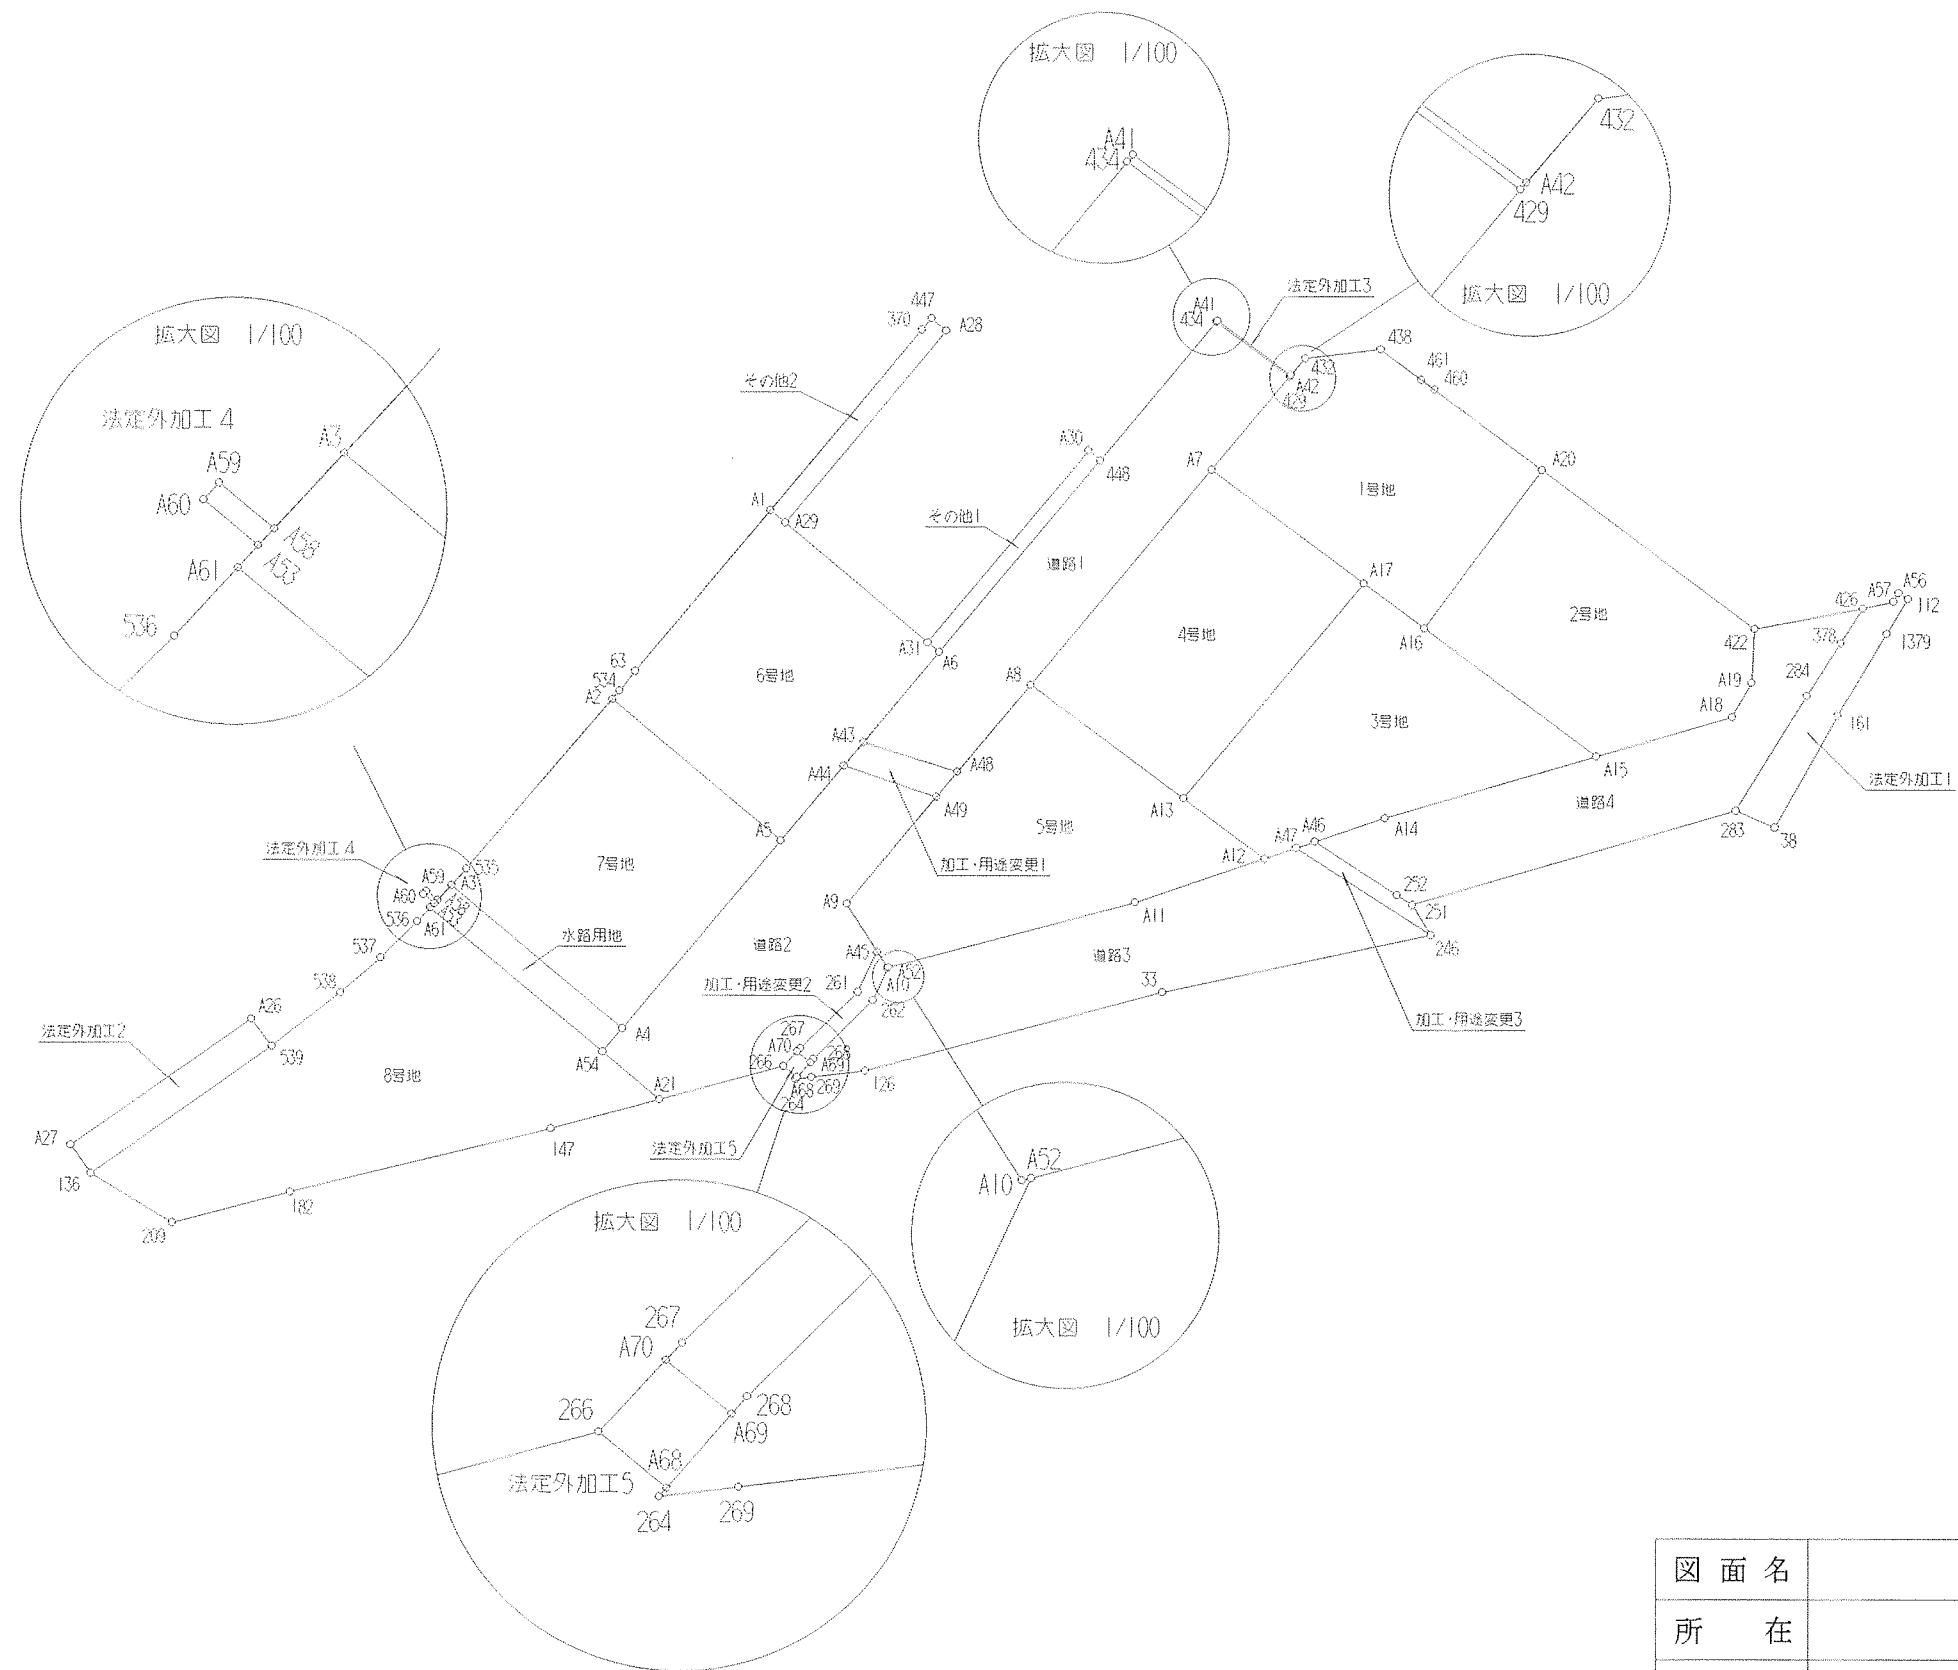 拡大図 1/100
A41
434
432
A42
429
拡大図 1/100
法定外加工3
A41
434
432
A42
429
438
461
460
447
370
A28
拡大図 1/100
法定外加工4
A3
A59
A60
A58
A53
A61
536
その他2
A30
448
A7
A20
1号地
A1
A29
その他1
道路1
A17
4号地
A16
2号地
426
A57
A56
112
378
1379
422
284
A19
A18
161
法定外加工1
63
534
A2
6号地
A31
A6
A8
3号地
A43
A44
A48
A49
A15
道路4
283
38
A5
5号地
A13
A12
A47
A46
A14
252
251
246
法定外加工4
A59
A60
535
A3
A58
A53
A61
536
7号地
加工・用途変更1
A9
A11
537
水路用地
道路2
A45
A52
A10
道路3
538
加工・用途変更2
261
262
33
加工・用途変更3
A26
法定外加工2
539
A4
A54
267
A70
266
268
A69
A68
269
264
126
8号地
A21
A27
136
147
法定外加工5
182
209
A52
A10
拡大図 1/100
拡大図 1/100
267
A70
266
268
A69
A68
法定外加工5
264
269
図面名
所在